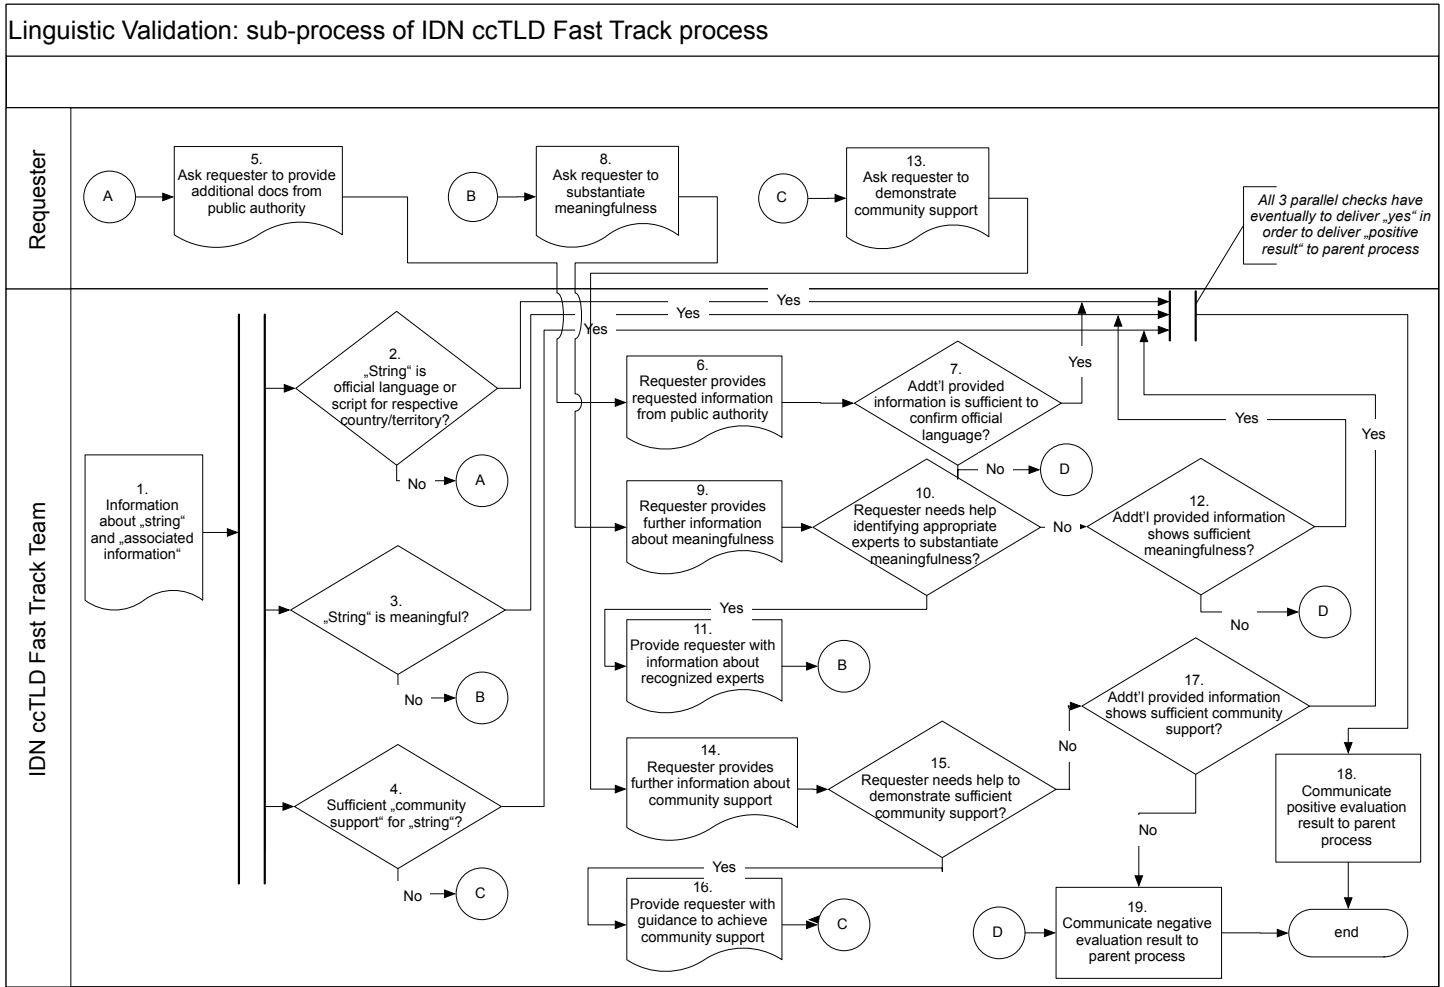 Linguistic Validation: sub-process of IDN ccTLD Fast Track process
Requester
A
5.
Ask requester to provide
additional docs from
public authority
B
8.
Ask requester to
substantiate
meaningfulness
C
13.
Ask requester to
demonstrate
community support
All 3 parallel checks have
eventually to deliver „yes“ in
order to deliver „positive
result“ to parent process
IDN ccTLD Fast Track Team
1.
Information
about „string“
and „associated
information“
2.
„String“ is
official language or
script for respective
country/territory?
No
A
Yes
3.
„String“ is meaningful?
No
B
Yes
4.
Sufficient „community
support“ for „string“?
No
C
Yes
6.
Requester provides
requested information
from public authority
7.
Addt’l provided
information is sufficient to
confirm official
language?
Yes
No
D
9.
Requester provides
further information
about meaningfulness
10.
Requester needs help
identifying appropriate
experts to substantiate
meaningfulness?
No
12.
Addt’l provided information
shows sufficient
meaningfulness?
Yes
No
D
Yes
11.
Provide requester with
information about
recognized experts
B
14.
Requester provides
further information about
community support
15.
Requester needs help to
demonstrate sufficient
community support?
No
17.
Addt’l provided information
shows sufficient community
support?
Yes
No
Yes
16.
Provide requester with
guidance to achieve
community support
C
18.
Communicate
positive evaluation
result to parent
process
D
19.
Communicate negative
evaluation result to
parent process
end